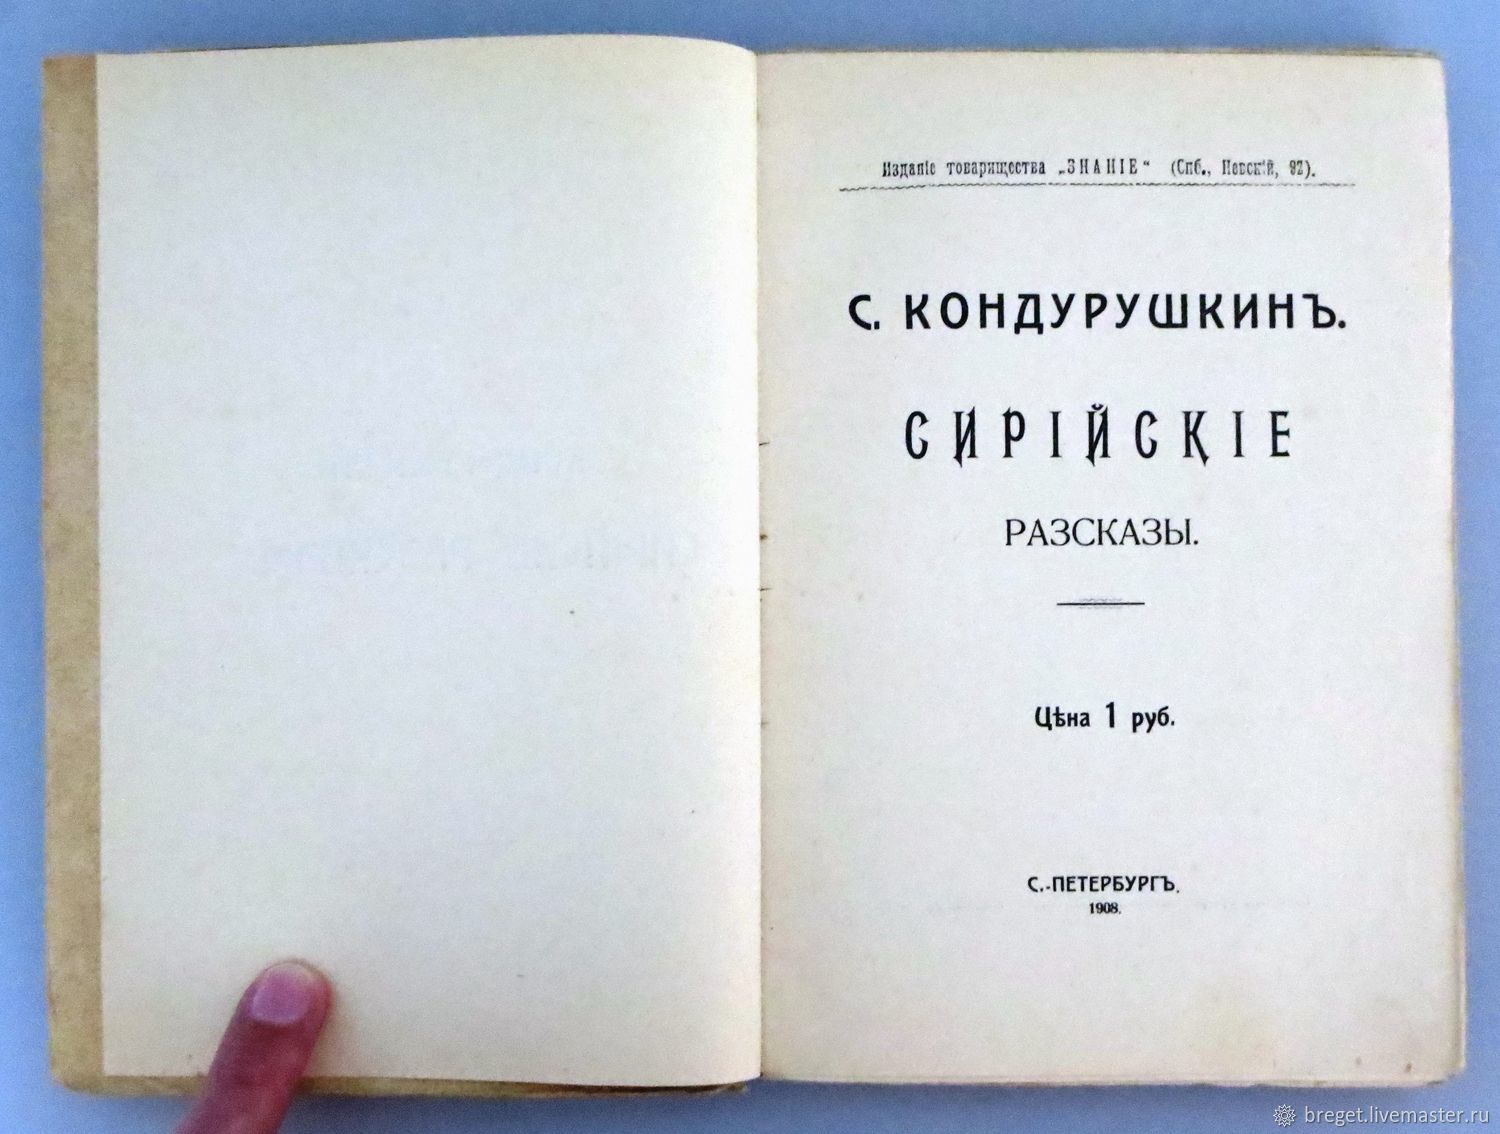 Изданіе товарищества „ЗНАНІЕ“ (Спб., Невскій, 92).
С. КОНДУРУШКИНЪ.
СИРІЙСКІЕ
РАЗСКАЗЫ.
Цѣна 1 руб.
С.-ПЕТЕРБУРГЪ.
1908.
breget.livemaster.ru